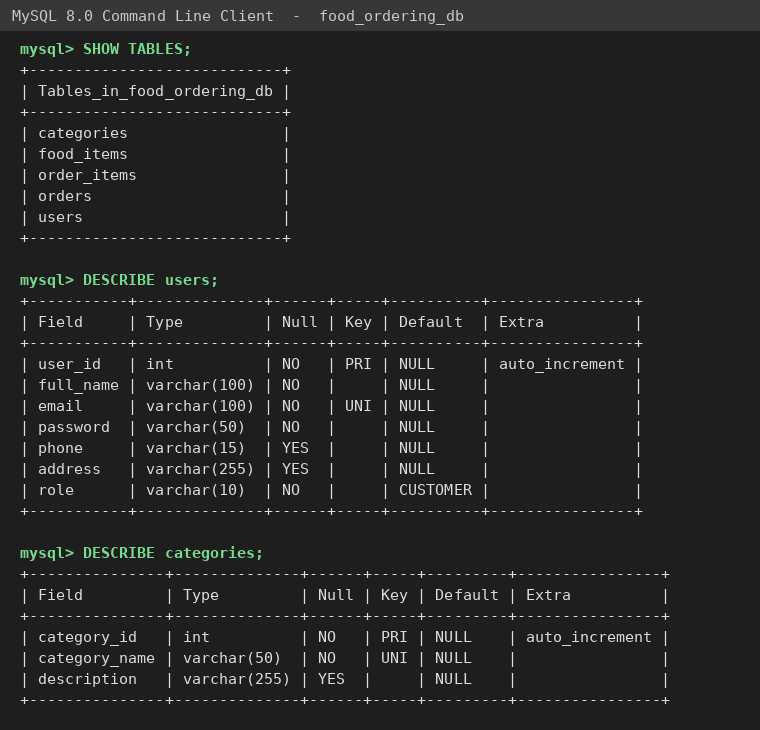 MySQL 8.0 Command Line Client  -  food_ordering_db
mysql> SHOW TABLES;
+----------------------------+
| Tables_in_food_ordering_db |
+----------------------------+
| categories                 |
| food_items                 |
| order_items                |
| orders                     |
| users                      |
+----------------------------+
mysql> DESCRIBE users;
+-----------+--------------+------+-----+----------+----------------+
| Field     | Type         | Null | Key | Default  | Extra          |
+-----------+--------------+------+-----+----------+----------------+
| user_id   | int          | NO   | PRI | NULL     | auto_increment |
| full_name | varchar(100) | NO   |     | NULL     |                |
| email     | varchar(100) | NO   | UNI | NULL     |                |
| password  | varchar(50)  | NO   |     | NULL     |                |
| phone     | varchar(15)  | YES  |     | NULL     |                |
| address   | varchar(255) | YES  |     | NULL     |                |
| role      | varchar(10)  | NO   |     | CUSTOMER |                |
+-----------+--------------+------+-----+----------+----------------+
mysql> DESCRIBE categories;
+---------------+--------------+------+-----+---------+----------------+
| Field         | Type         | Null | Key | Default | Extra          |
+---------------+--------------+------+-----+---------+----------------+
| category_id   | int          | NO   | PRI | NULL    | auto_increment |
| category_name | varchar(50)  | NO   | UNI | NULL    |                |
| description   | varchar(255) | YES  |     | NULL    |                |
+---------------+--------------+------+-----+---------+----------------+